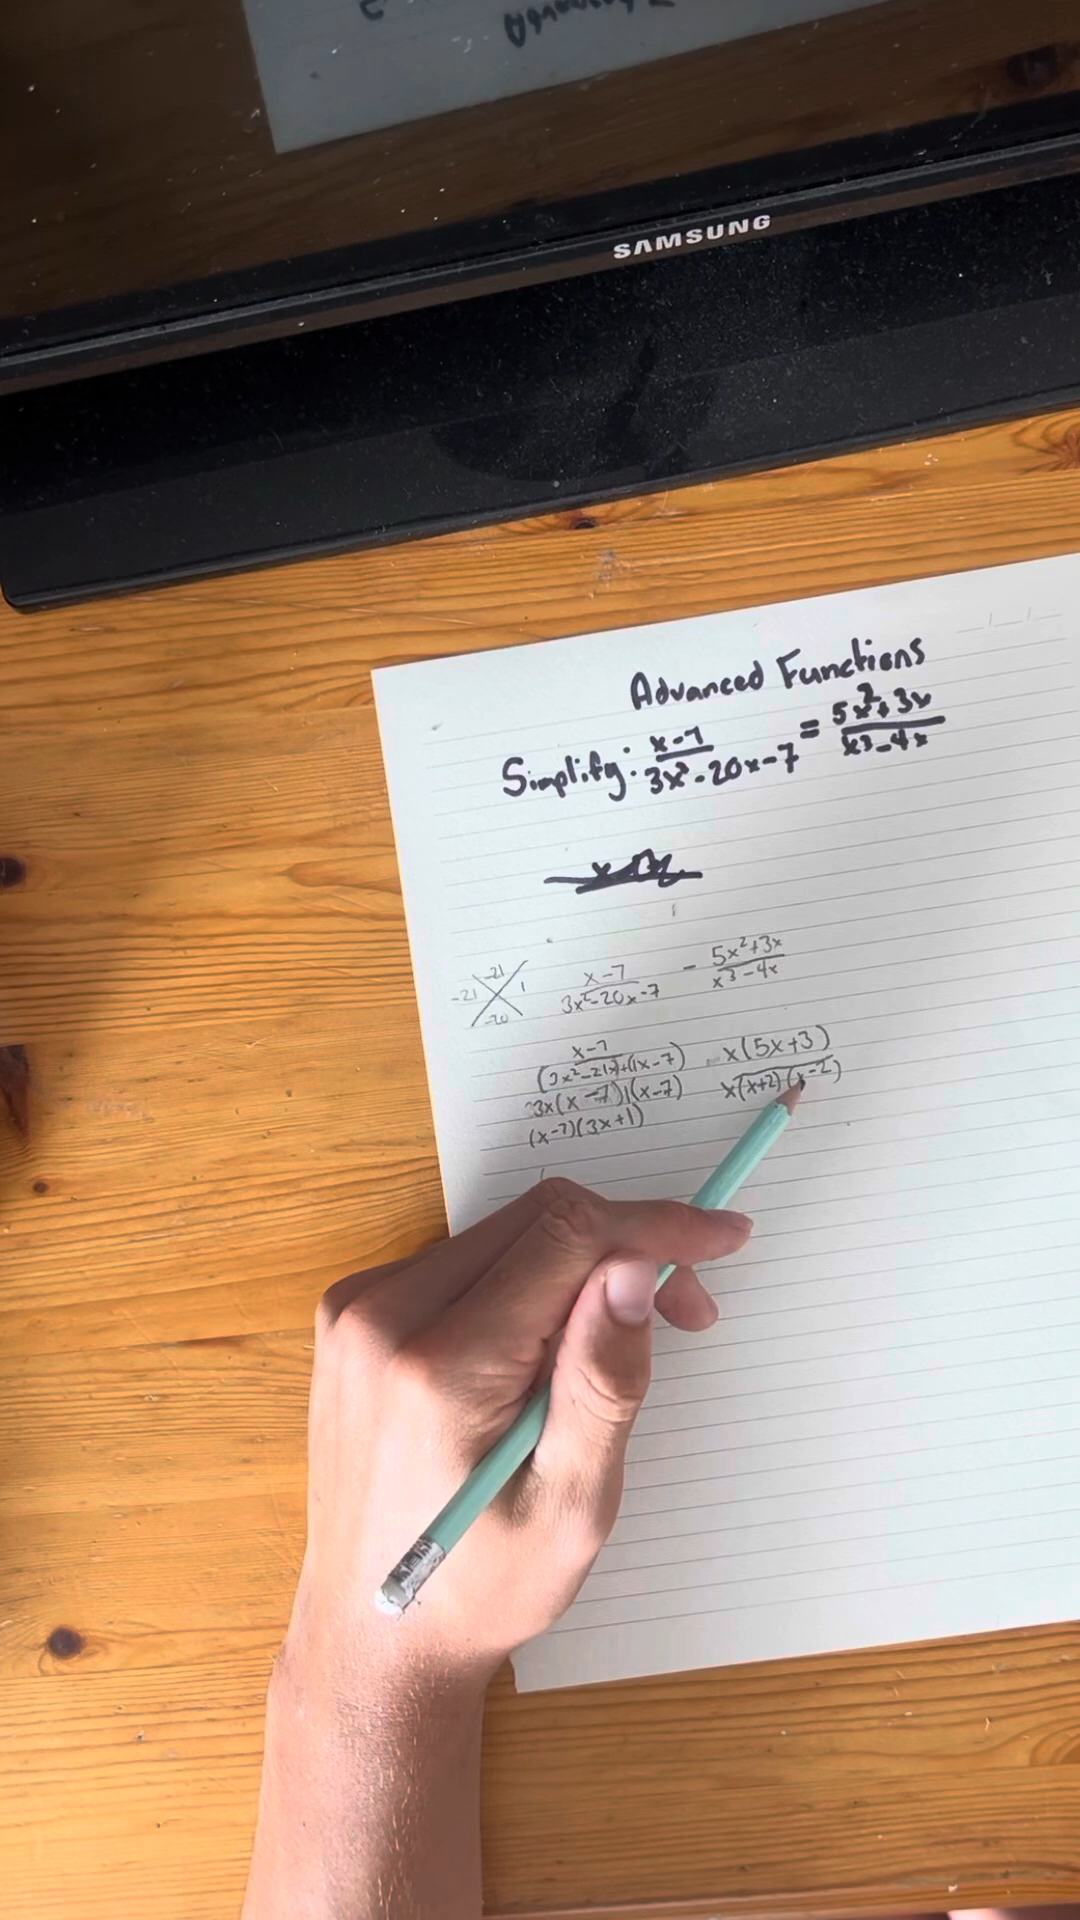 SAMSUNG
Advanced Functions
Simplify: x-7/3x²-20x-7 = 5x²+3x/x³-4x
-21
-21 1
-20
x-7/3x²-20x-7 - 5x²+3x/x³-4x
x-7 - x(5x+3)
(3x²-21x)+(1x-7) x(x+2)(x-2)
3x(x-7)1(x-7)
(x-7)(3x+1)